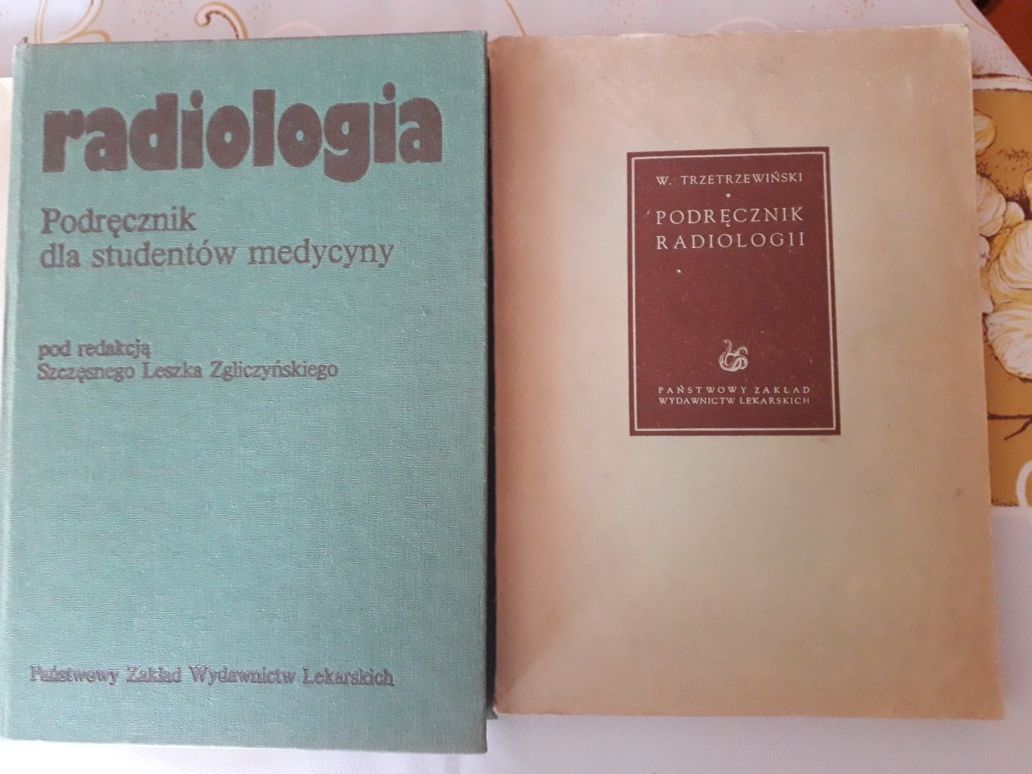 radiologia
Podręcznik
dla studentów medycyny
pod redakcją
Szczęsnego Leszka Zgliczyńskiego
Państwowy Zakład Wydawnictw Lekarskich
W. TRZETRZEWIŃSKI
PODRĘCZNIK
RADIOLOGII
PAŃSTWOWY ZAKŁAD
WYDAWNICTW LEKARSKICH